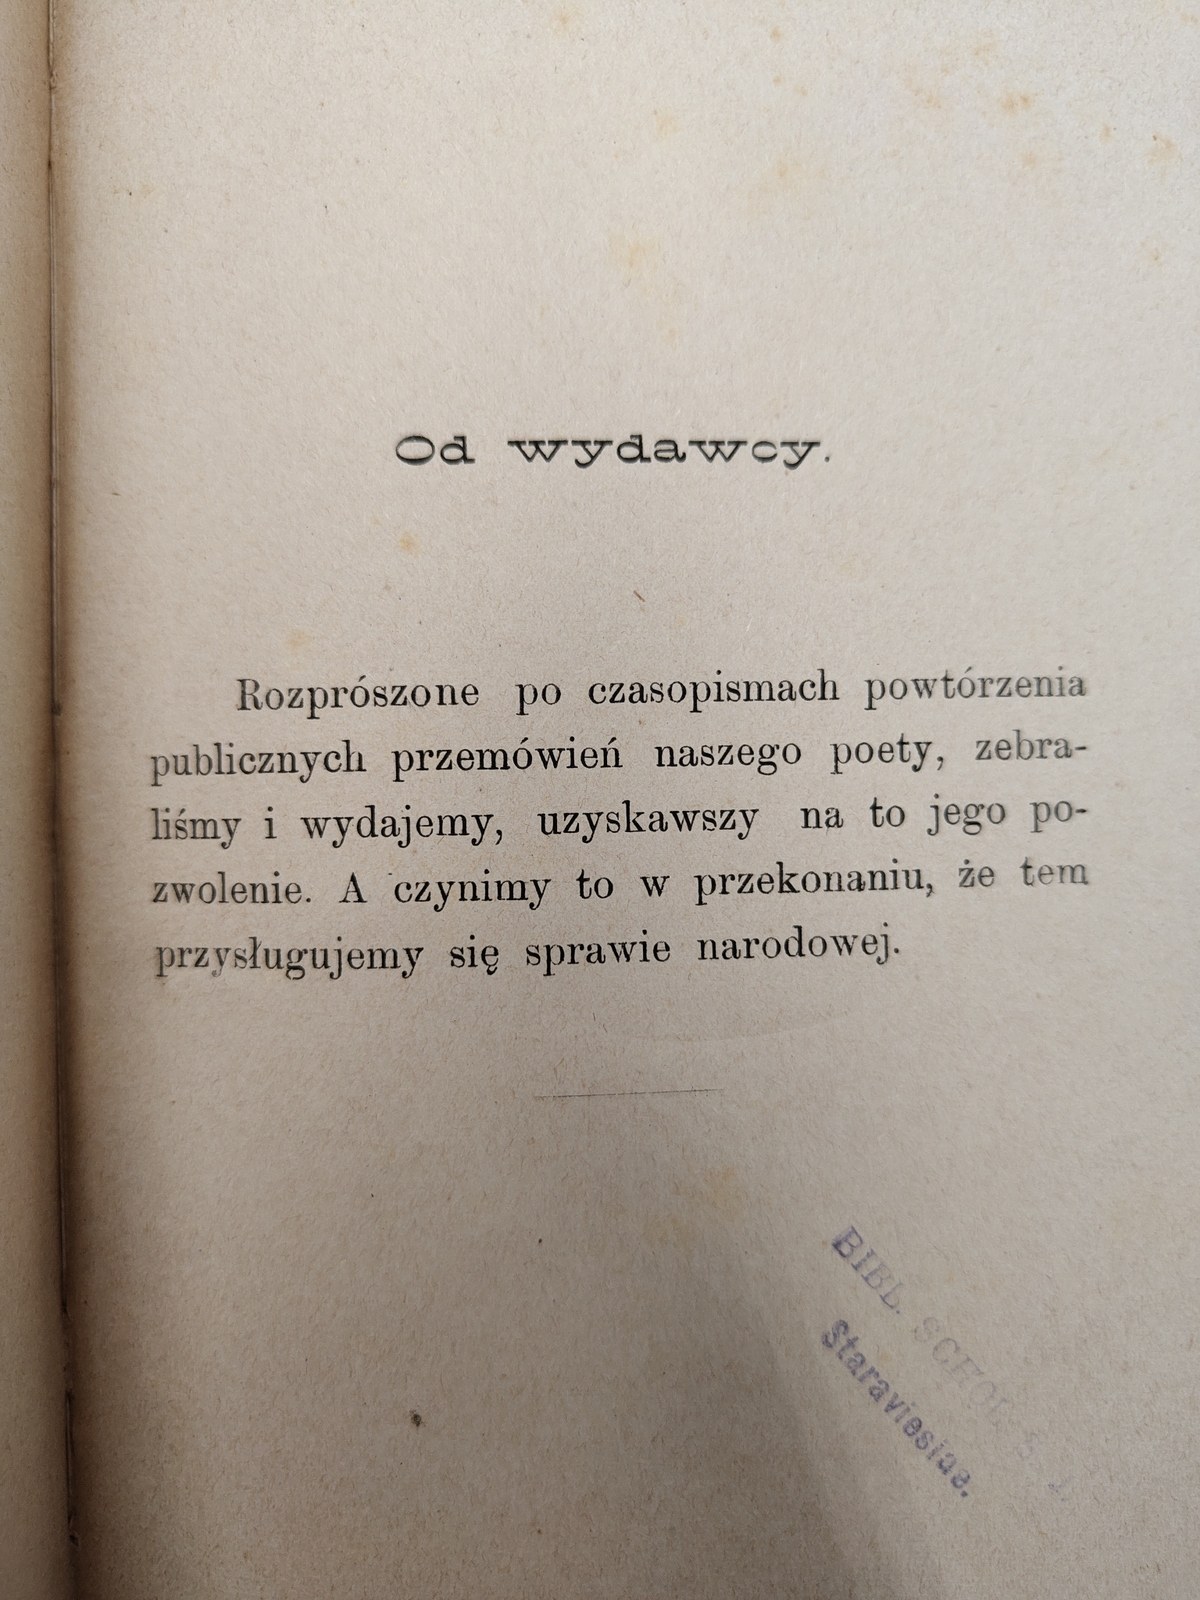 Od wydawcy.
Rozprószone po czasopismach powtórzenia
publicznych przemówień naszego poety, zebra-
liśmy i wydajemy, uzyskawszy na to jego po-
zwolenie. A czynimy to w przekonaniu, że tem
przysługujemy się sprawie narodowej.
BIBL. SCHOL. S. J.
Staraviesiae.